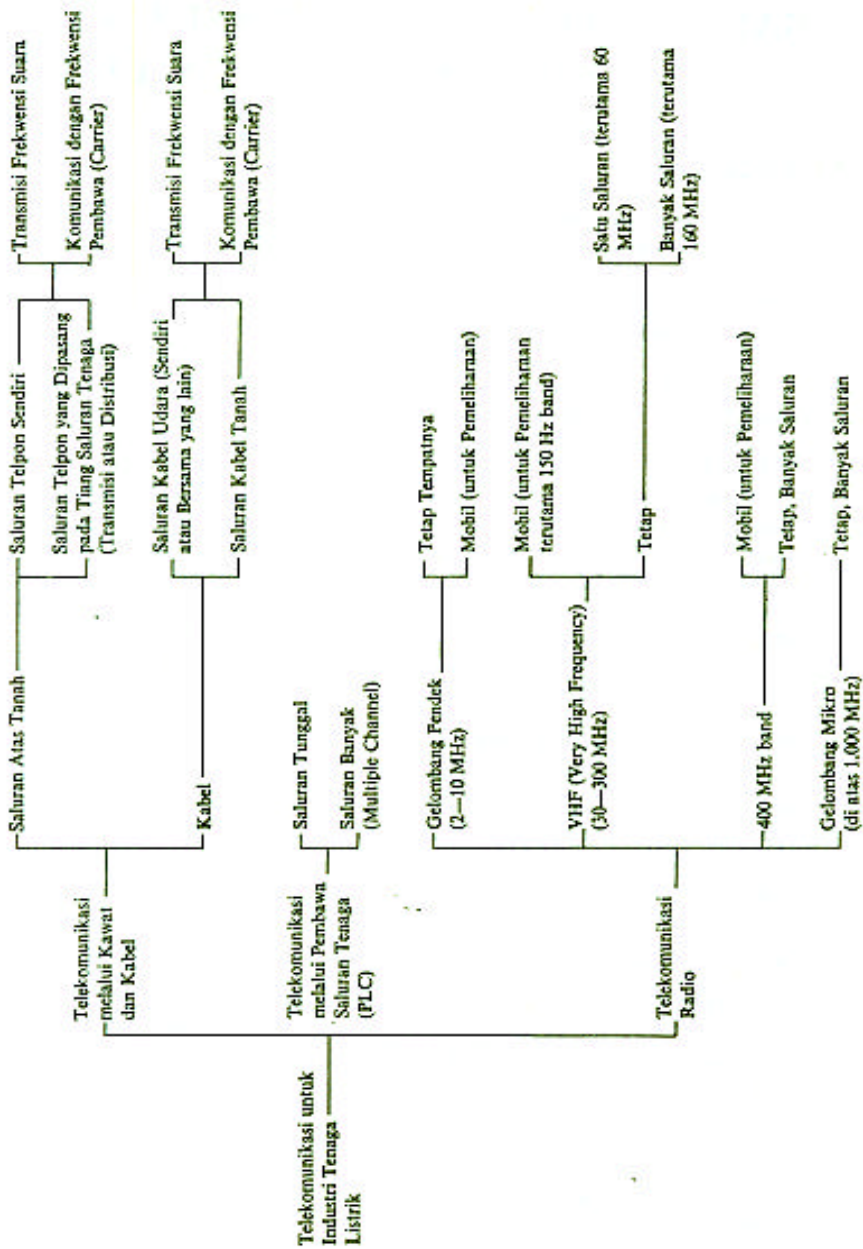 Telekomunikasi untuk
Industri Tenaga
Listrik
Telekomunikasi
melalui Kawat
dan Kabel
Saluran Atas Tanah
Saluran Telpon Sendiri
Saluran Telpon yang Dipasang
pada Tiang Saluran Tenaga
(Transmisi atau Distribusi)
Transmisi Frekwensi Suara
Komunikasi dengan Frekwensi
Pembawa (Carrier)
Kabel
Saluran Kabel Udara (Sendiri
atau Bersama yang lain)
Saluran Kabel Tanah
Transmisi Frekwensi Suara
Komunikasi dengan Frekwensi
Pembawa (Carrier)
Telekomunikasi
melalui Pembawa
Saluran Tenaga
(PLC)
Saluran Tunggal
Saluran Banyak
(Multiple Channel)
Telekomunikasi
Radio
Gelombang Pendek
(2—10 MHz)
Tetap Tempatnya
Mobil (untuk Pemeliharaan)
VHF (Very High Frequency)
(30—300 MHz)
Mobil (untuk Pemeliharaan
terutama 150 Hz band)
Tetap
Satu Saluran (terutama 60
MHz)
Banyak Saluran (terutama
160 MHz)
400 MHz band
Mobil (untuk Pemeliharaan)
Tetap, Banyak Saluran
Gelombang Mikro
(di atas 1.000 MHz)
Tetap, Banyak Saluran